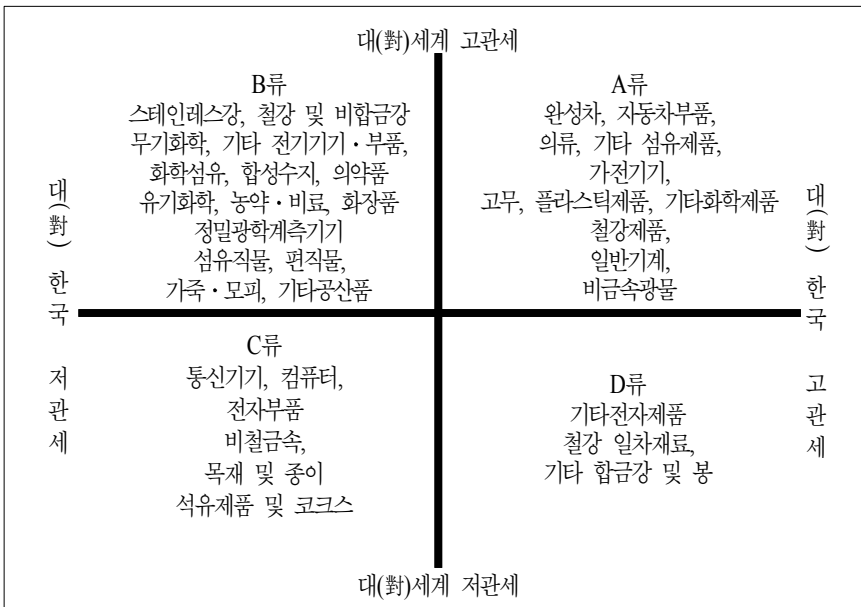 대(對)세계 고관세
B류
스테인레스강, 철강 및 비합금강
무기화학, 기타 전기기기・부품,
화학섬유, 합성수지, 의약품
유기화학, 농약・비료, 화장품
정밀광학계측기기
섬유직물, 편직물,
가죽・모피, 기타공산품
A류
완성차, 자동차부품,
의류, 기타 섬유제품,
가전기기,
고무, 플라스틱제품, 기타화학제품
철강제품,
일반기계,
비금속광물
대(對) 한국 저관세
대(對) 한국 고관세
C류
통신기기, 컴퓨터,
전자부품
비철금속,
목재 및 종이
석유제품 및 코크스
D류
기타전자제품
철강 일차재료,
기타 합금강 및 봉
대(對)세계 저관세